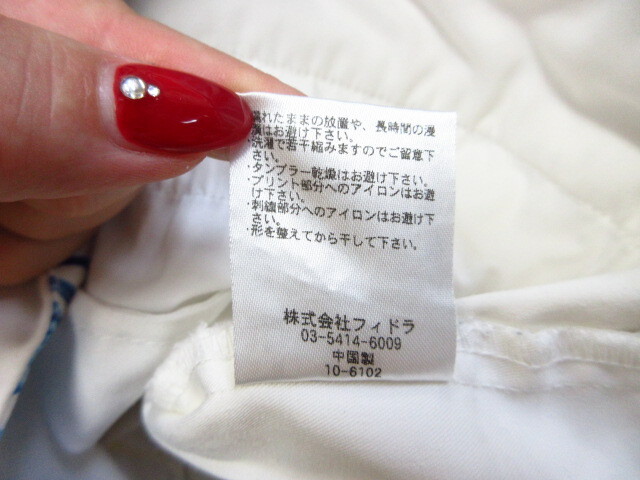 濡れたままの放置や、長時間の浸
漬はお避け下さい。
洗濯で若干縮みますのでご留意下
さい。
・タンブラー乾燥はお避け下さい。
・プリント部分へのアイロンはお避
け下さい。
・刺繍部分へのアイロンはお避け下
さい。
・形を整えてから干して下さい。
株式会社フィドラ
03-5414-6009
中国製
10-6102